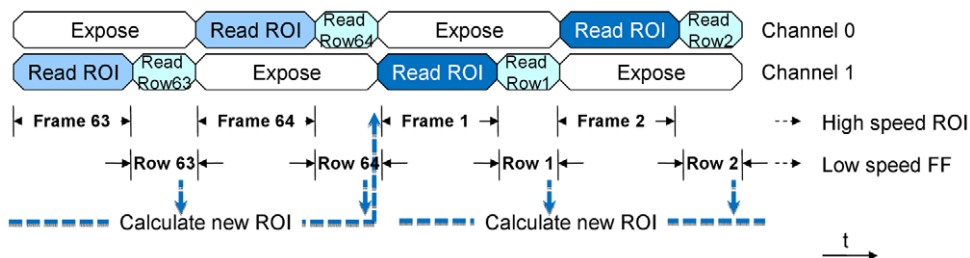 Expose Read ROI Read Row64 Expose Read ROI Read Row2 Channel 0
Read ROI Read Row63 Expose Read ROI Read Row1 Expose Channel 1
Frame 63 Frame 64 Frame 1 Frame 2 High speed ROI
Row 63 Row 64 Row 1 Row 2 Low speed FF
Calculate new ROI Calculate new ROI
t